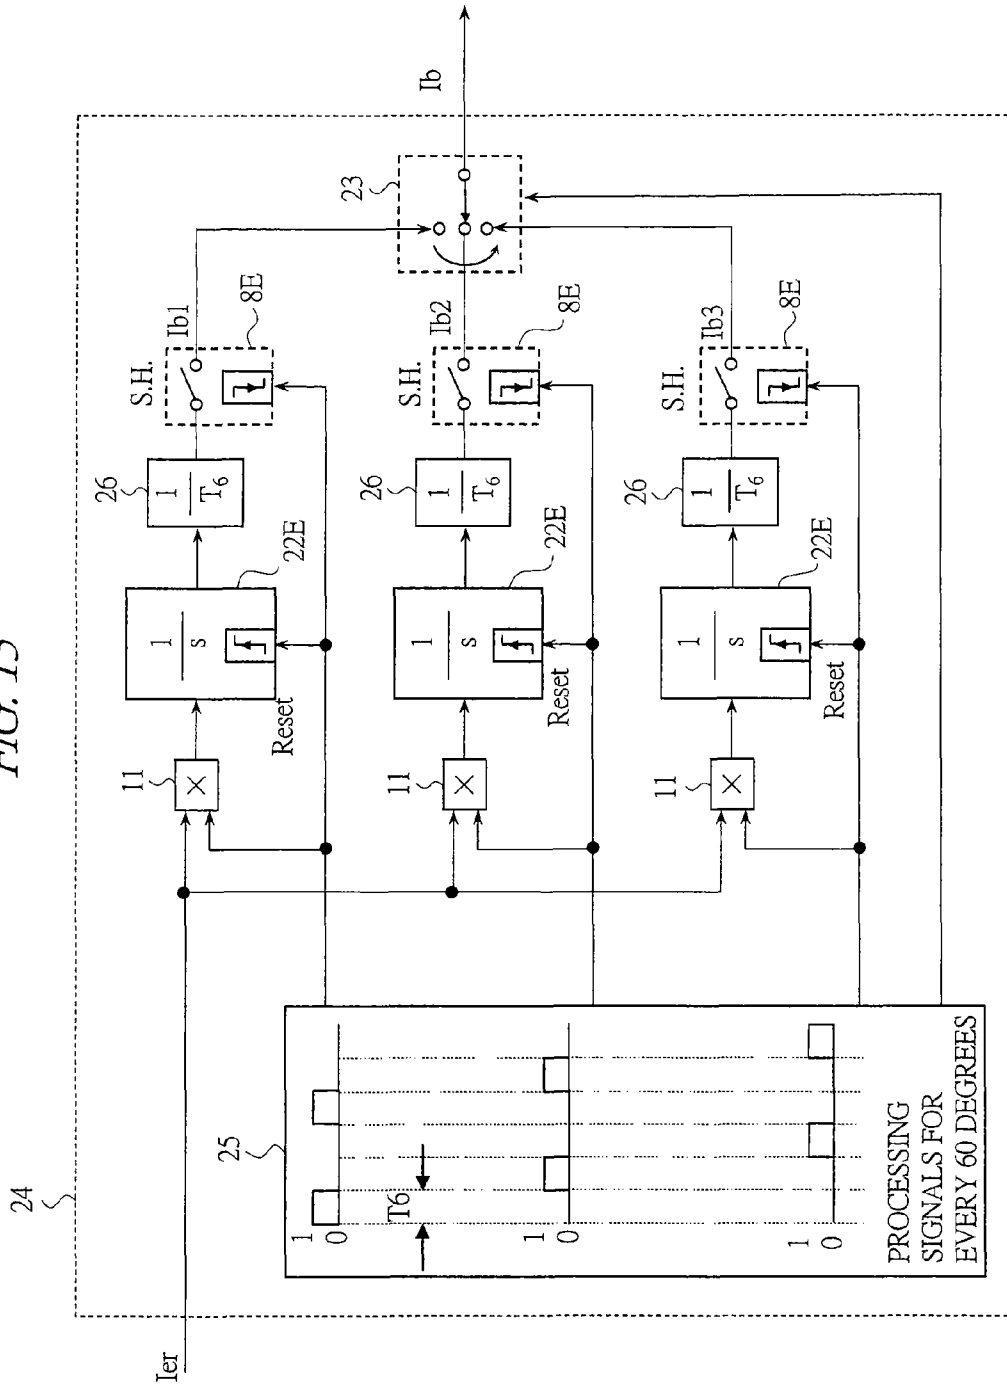 FIG. 15
24
Ier
11
×
1
s
Reset
22E
26
1
T6
S.H.
Ib1
8E
11
×
1
s
Reset
22E
26
1
T6
S.H.
Ib2
8E
23
Ib
11
×
1
s
Reset
22E
26
1
T6
S.H.
Ib3
8E
25
1
0
T6
1
0
1
0
PROCESSING
SIGNALS FOR
EVERY 60 DEGREES